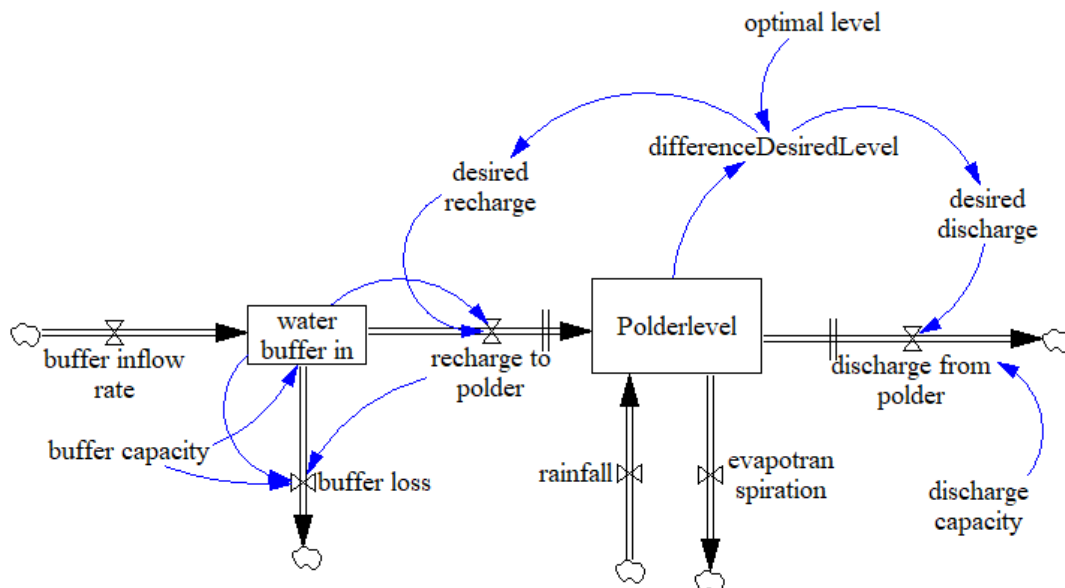 optimal level
differenceDesiredLevel
desired
recharge
desired
discharge
water
buffer in
Polderlevel
buffer inflow
rate
recharge to
polder
discharge from
polder
buffer capacity
buffer loss
rainfall
evapotran
spiration
discharge
capacity